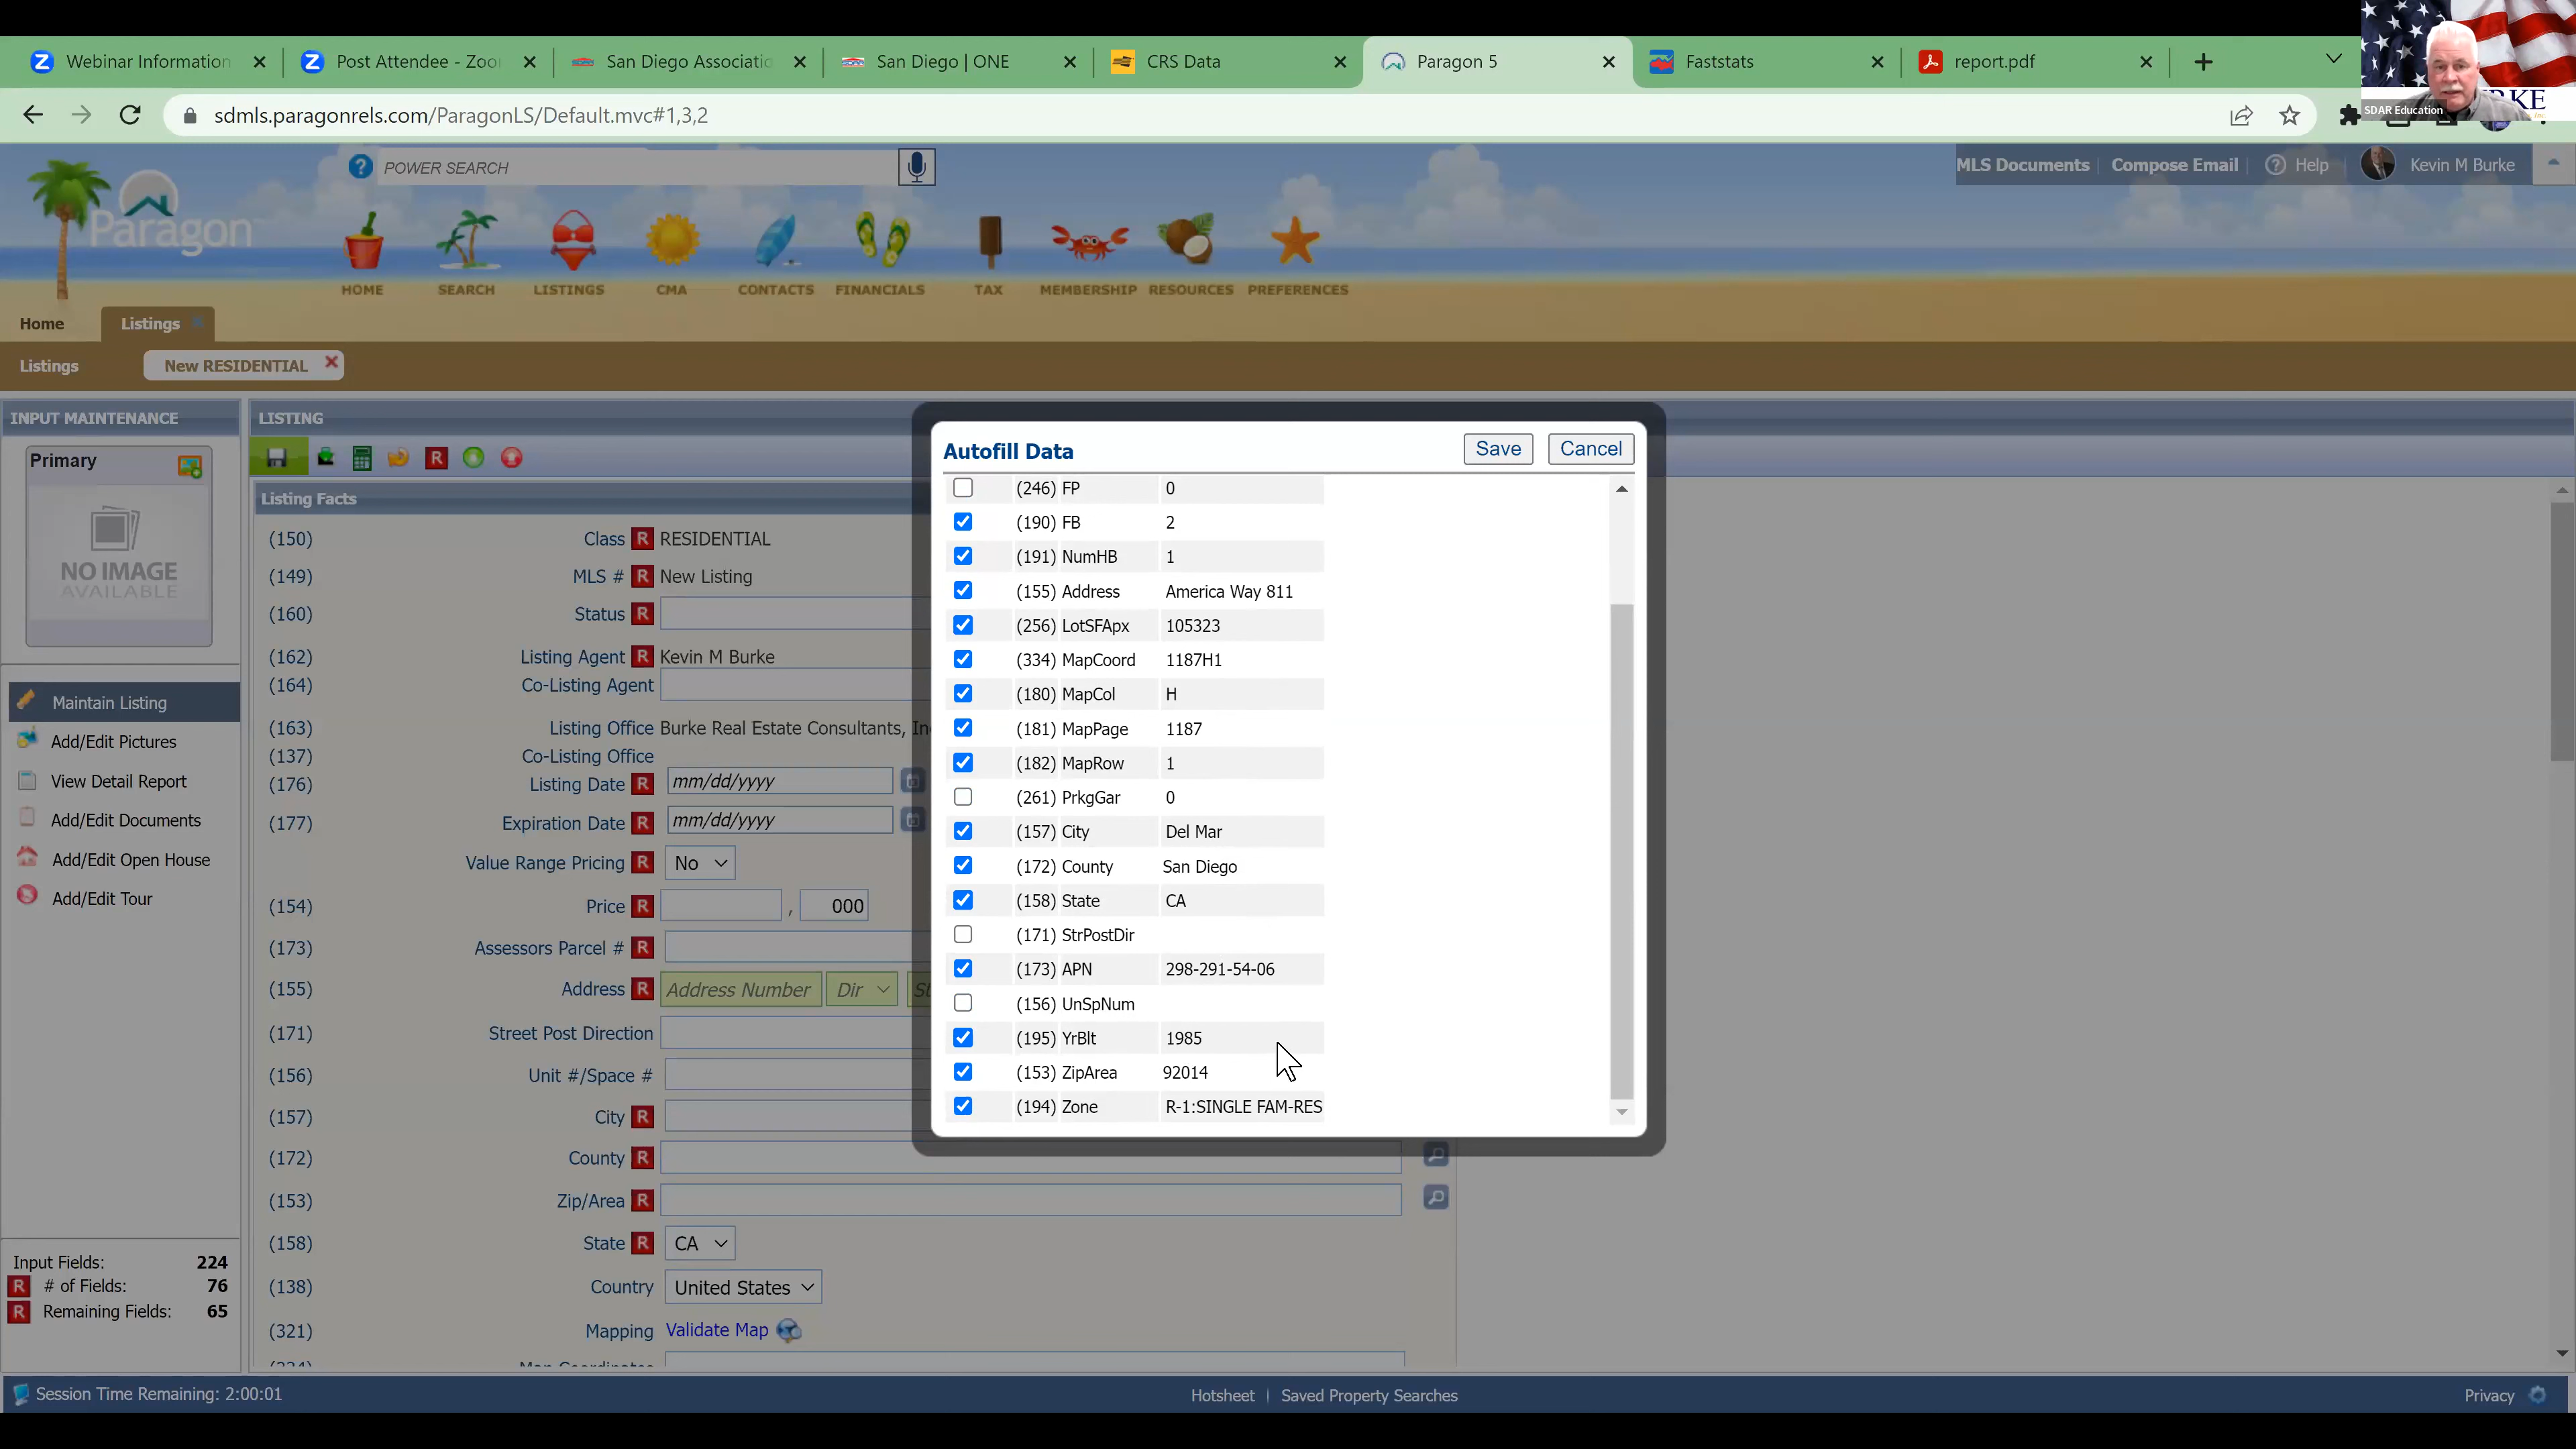 Webinar Information
Post Attendee - Zoo
San Diego Associatio
San Diego | ONE
CRS Data
Paragon 5
Faststats
report.pdf
sdmls.paragonrels.com/ParagonLS/Default.mvc#1,3,2
SDAR Education
Paragon
POWER SEARCH
MLS Documents
Compose Email
Help
Kevin M Burke
HOME
SEARCH
LISTINGS
CMA
CONTACTS
FINANCIALS
TAX
MEMBERSHIP
RESOURCES
PREFERENCES
Home
Listings
Listings
New RESIDENTIAL
INPUT MAINTENANCE
Primary
NO IMAGE
AVAILABLE
Maintain Listing
Add/Edit Pictures
View Detail Report
Add/Edit Documents
Add/Edit Open House
Add/Edit Tour
Input Fields: 224
R # of Fields: 76
R Remaining Fields: 65
LISTING
Listing Facts
(150) Class R RESIDENTIAL
(149) MLS # R New Listing
(160) Status R
(162) Listing Agent R Kevin M Burke
(164) Co-Listing Agent
(163) Listing Office Burke Real Estate Consultants, In
(137) Co-Listing Office
(176) Listing Date R mm/dd/yyyy
(177) Expiration Date R mm/dd/yyyy
Value Range Pricing R No
(154) Price R , 000
(173) Assessors Parcel # R
(155) Address R Address Number Dir St
(171) Street Post Direction
(156) Unit #/Space #
(157) City R
(172) County R
(153) Zip/Area R
(158) State R CA
(138) Country United States
(321) Mapping Validate Map
Autofill Data
Save
Cancel
(246) FP 0
(190) FB 2
(191) NumHB 1
(155) Address America Way 811
(256) LotSFApx 105323
(334) MapCoord 1187H1
(180) MapCol H
(181) MapPage 1187
(182) MapRow 1
(261) PrkgGar 0
(157) City Del Mar
(172) County San Diego
(158) State CA
(171) StrPostDir
(173) APN 298-291-54-06
(156) UnSpNum
(195) YrBlt 1985
(153) ZipArea 92014
(194) Zone R-1:SINGLE FAM-RES
Session Time Remaining: 2:00:01
Hotsheet | Saved Property Searches
Privacy